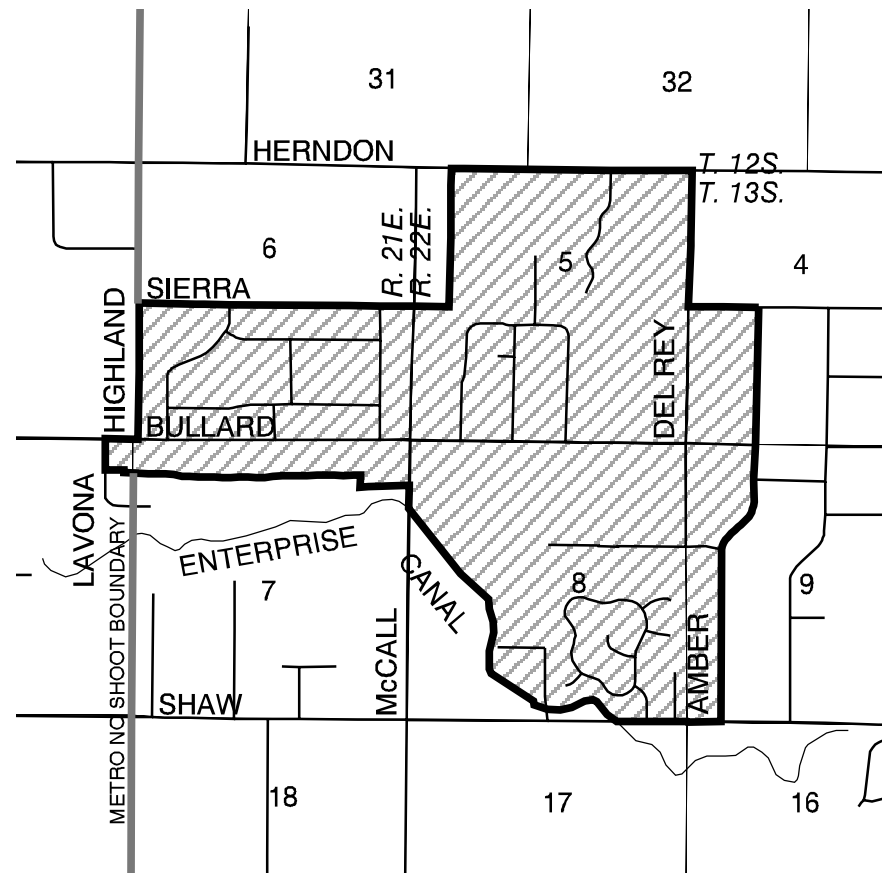 31
32
HERNDON
T. 12S.
T. 13S.
R. 21E.
R. 22E.
6
5
4
SIERRA
HIGHLAND
DEL REY
BULLARD
LAVONA
METRO NO SHOOT BOUNDARY
ENTERPRISE
CANAL
7
8
9
McCALL
AMBER
SHAW
18
17
16